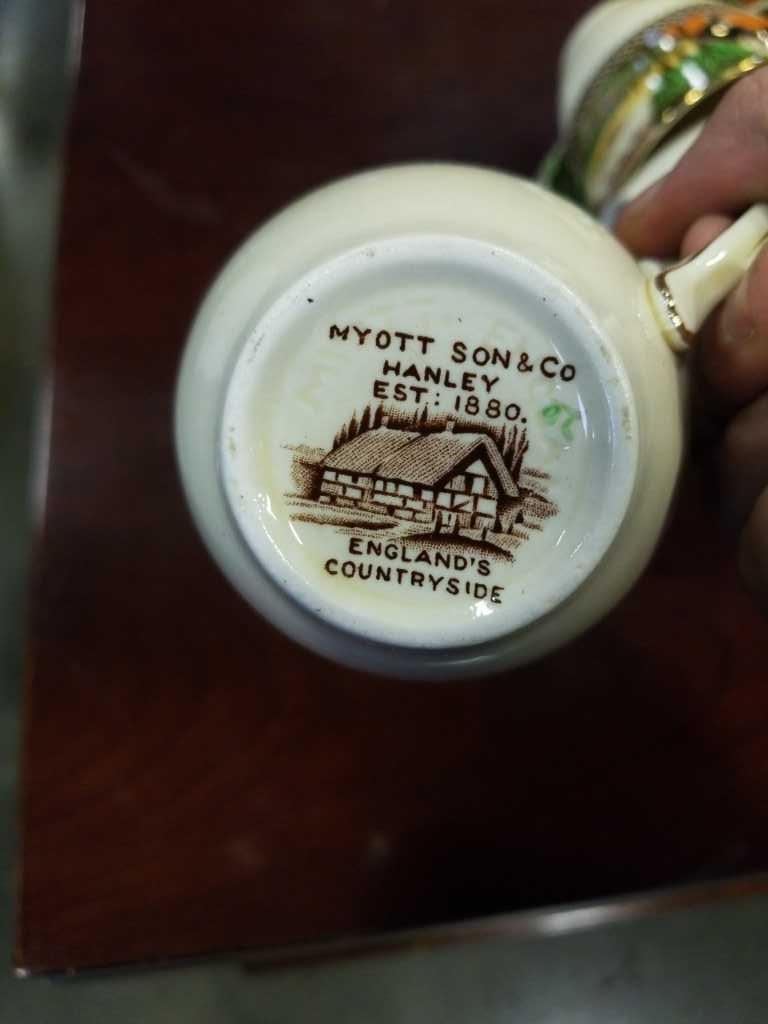 MYOTT SON & CO
HANLEY
EST: 1880.
ENGLAND'S
COUNTRYSIDE